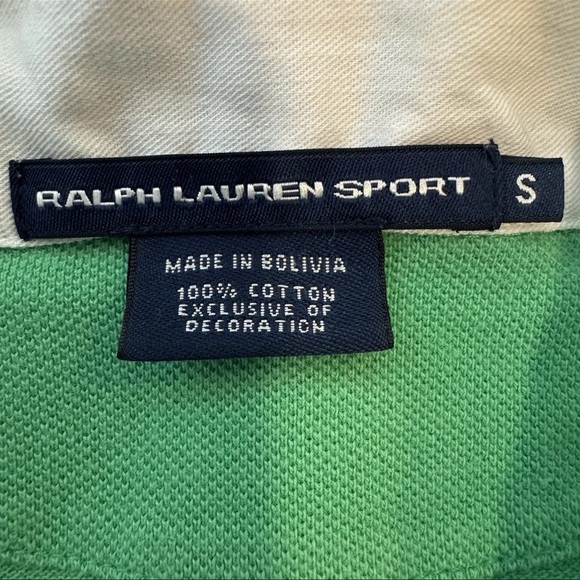 RALPH LAUREN SPORT S
MADE IN BOLIVIA
100% COTTON
EXCLUSIVE OF
DECORATION